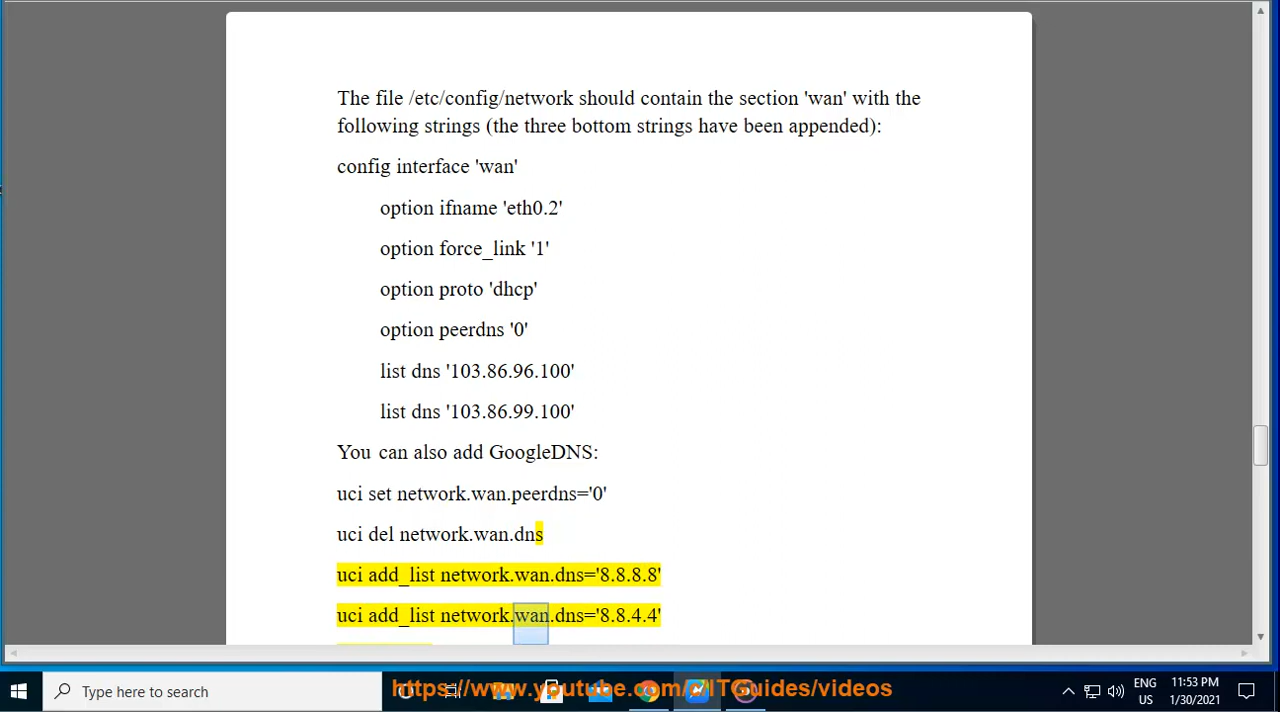 The file /etc/config/network should contain the section 'wan' with the
following strings (the three bottom strings have been appended):
config interface 'wan'
option ifname 'eth0.2'
option force_link '1'
option proto 'dhcp'
option peerdns '0'
list dns '103.86.96.100'
list dns '103.86.99.100'
You can also add GoogleDNS:
uci set network.wan.peerdns='0'
uci del network.wan.dns
uci add_list network.wan.dns='8.8.8.8'
uci add_list network.wan.dns='8.8.4.4'
Type here to search
ENG
US
11:53 PM
1/30/2021